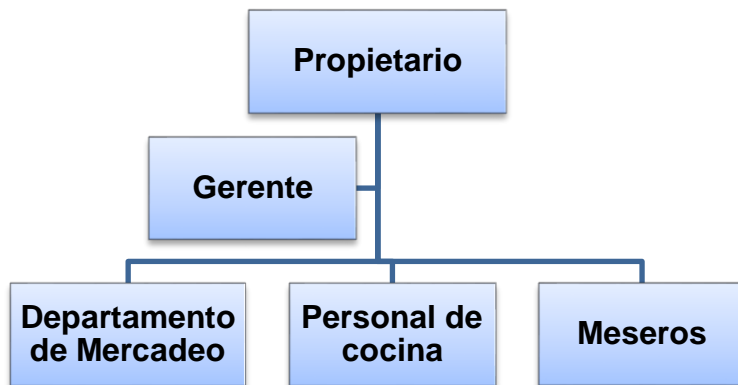 Propietario
Gerente
Departamento
de Mercadeo
Personal de
cocina
Meseros